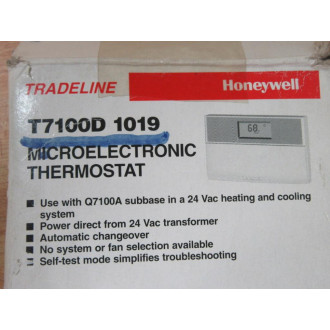 TRADELINE
Honeywell
T7100D 1019
MICROELECTRONIC
THERMOSTAT
68
■ Use with Q7100A subbase in a 24 Vac heating and cooling
system
■ Power direct from 24 Vac transformer
■ Automatic changeover
■ No system or fan selection available
■ Self-test mode simplifies troubleshooting